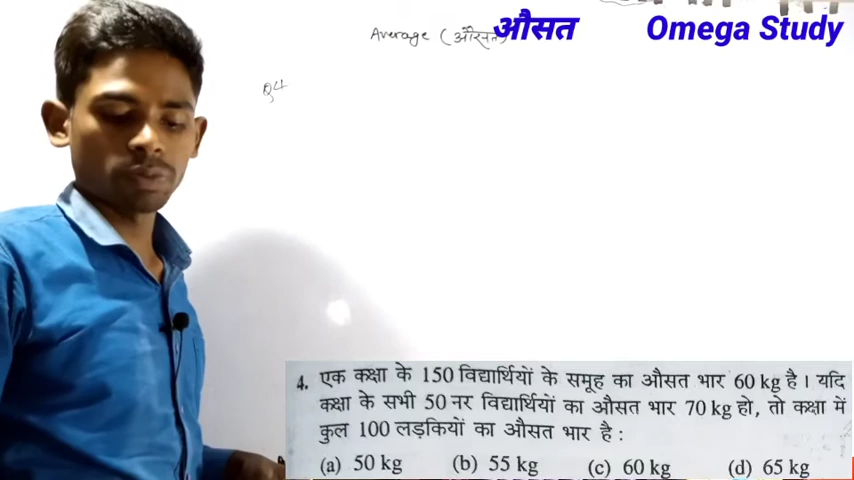 Average (औसत) औसत Omega Study
Q4
4. एक कक्षा के 150 विद्यार्थियों के समूह का औसत भार 60 kg है। यदि
कक्षा के सभी 50 नर विद्यार्थियों का औसत भार 70 kg हो, तो कक्षा में
कुल 100 लड़कियों का औसत भार है :
(a) 50 kg (b) 55 kg (c) 60 kg (d) 65 kg